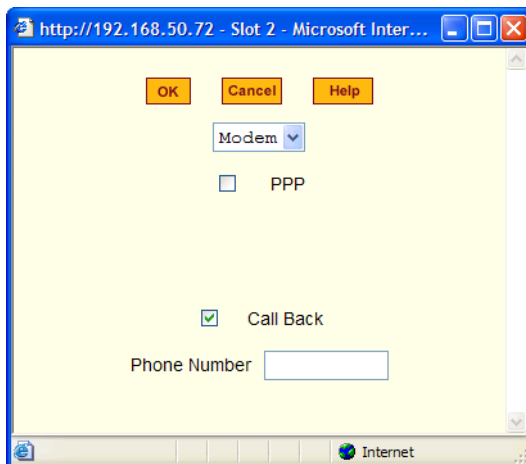 http://192.168.50.72 - Slot 2 - Microsoft Inter...
OK Cancel Help
Modem
PPP
Call Back
Phone Number
Internet